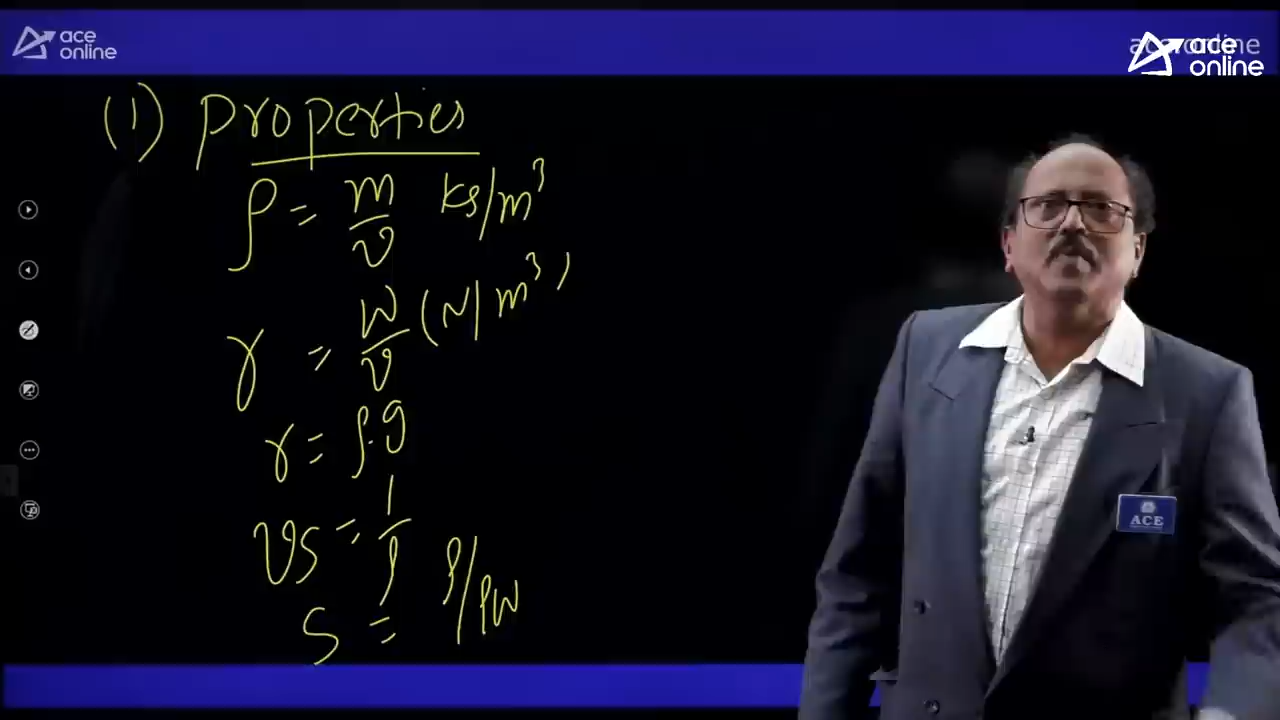 ace online
ace online
(1) Properties
ρ = m/v kg/m³
γ = W/v (N/m³)
γ = ρ.g
vs = 1/ρ
S = ρ/ρw
ACE